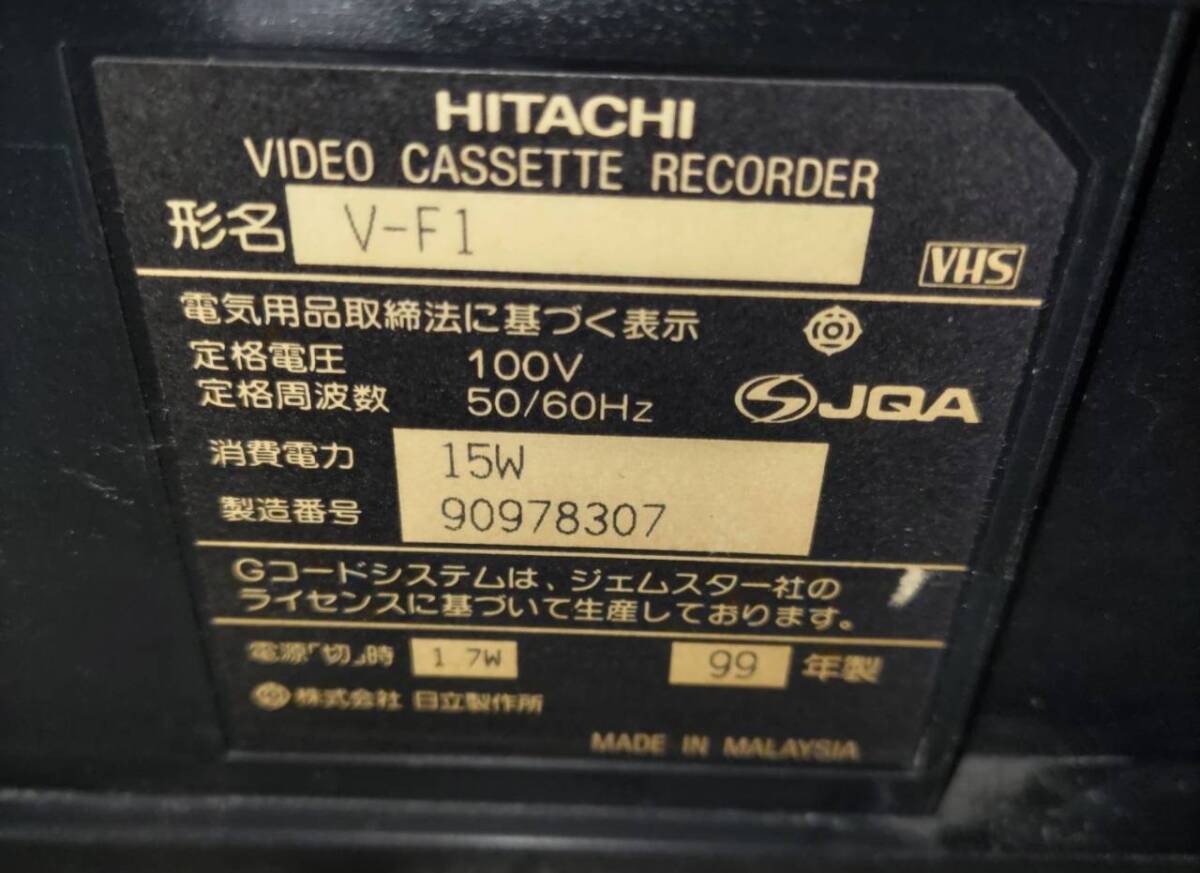 HITACHI
VIDEO CASSETTE RECORDER
形名 V-F1
VHS
電気用品取締法に基づく表示
定格電圧 100V
定格周波数 50/60Hz
JQA
消費電力 15W
製造番号 90978307
Gコードシステムは、ジェムスター社の
ライセンスに基づいて生産しております。
電源「切」時 1.7W 99 年製
株式会社 日立製作所
MADE IN MALAYSIA